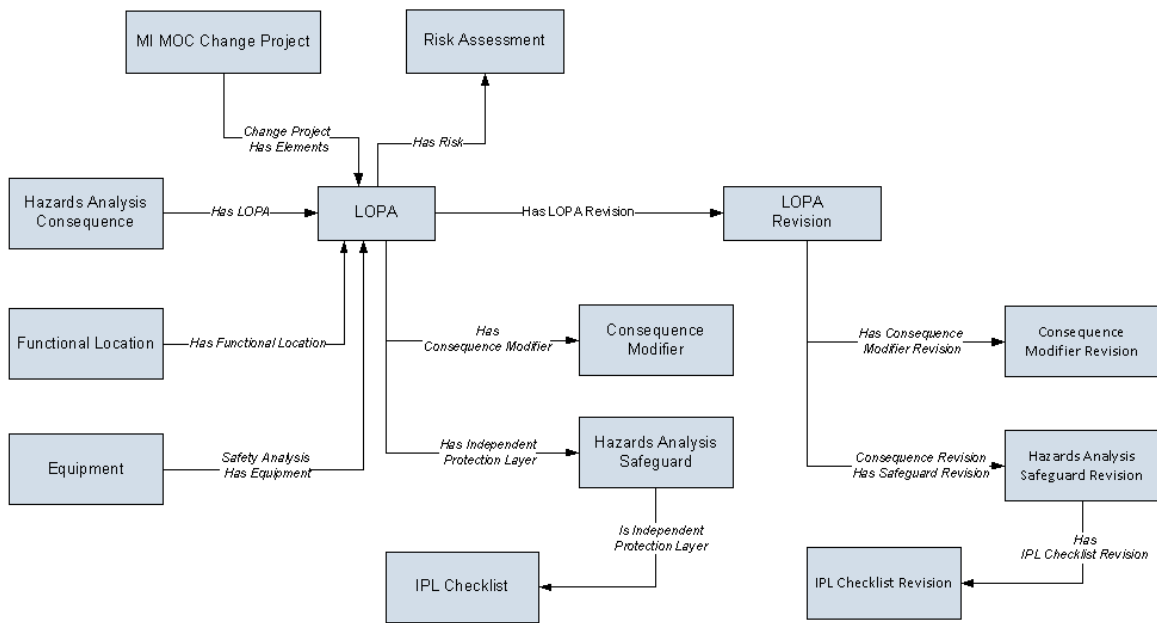 MI MOC Change Project
Risk Assessment
Change Project
Has Elements
Has Risk
Hazards Analysis
Consequence
Has LOPA
LOPA
Has LOPA Revision
LOPA
Revision
Functional Location
Has Functional Location
Has
Consequence Modifier
Consequence
Modifier
Has Consequence
Modifier Revision
Consequence
Modifier Revision
Equipment
Safety Analysis
Has Equipment
Has Independent
Protection Layer
Hazards Analysis
Safeguard
Consequence Revision
Has Safeguard Revision
Hazards Analysis
Safeguard Revision
Is Independent
Protection Layer
Has
IPL Checklist Revision
IPL Checklist
IPL Checklist Revision